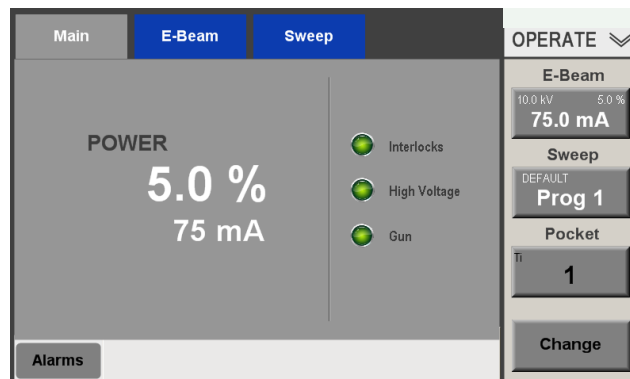 Main
E-Beam
Sweep
POWER
5.0 %
75 mA
Interlocks
High Voltage
Gun
Alarms
OPERATE
E-Beam
10.0 kV 5.0 %
75.0 mA
Sweep
DEFAULT
Prog 1
Pocket
Ti
1
Change